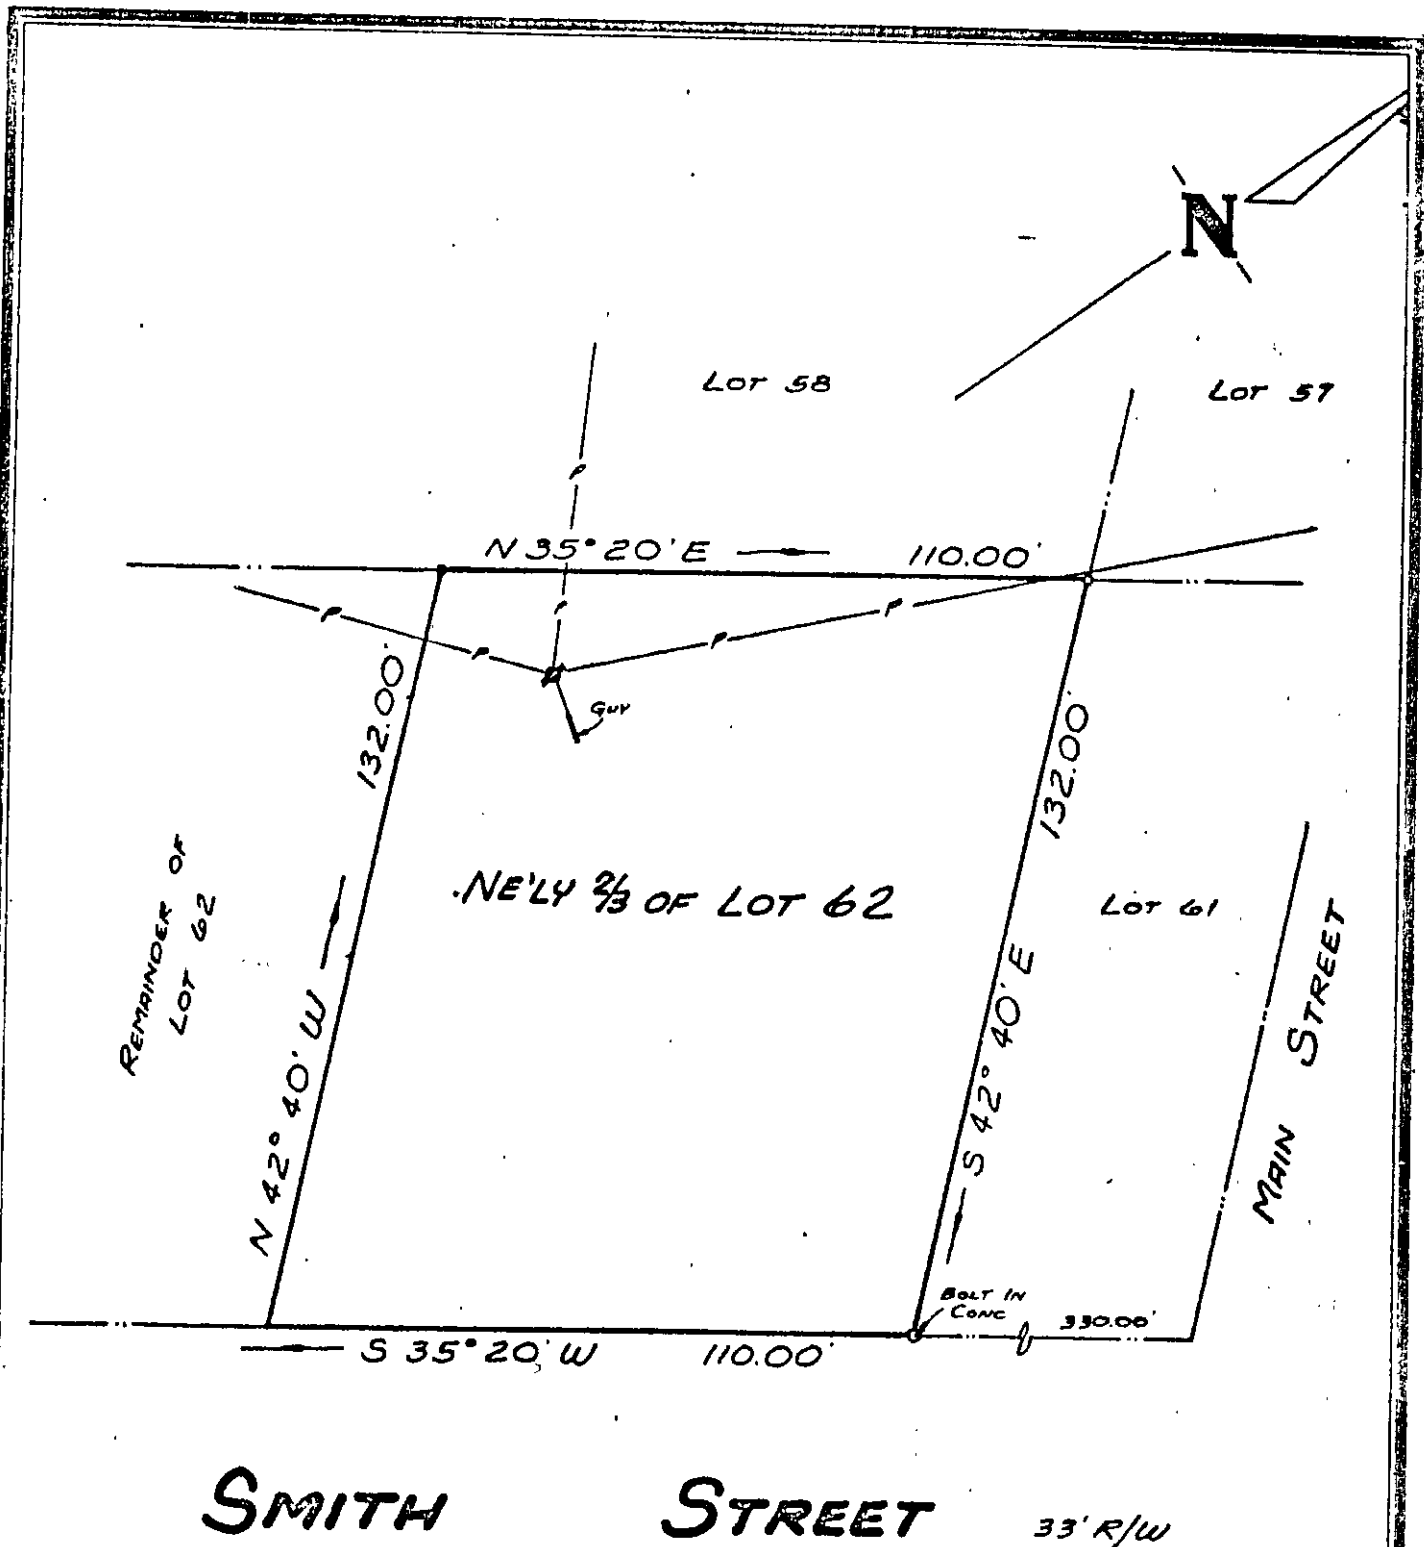 N
LOT 58
LOT 57
P
N 35° 20' E
110.00'
P
P
P
P
P
GUY
132.00'
132.00'
REMAINDER OF
LOT 62
.NE'LY 2/3 OF LOT 62
LOT 61
N 42° 40' W
S 42° 40' E
MAIN STREET
BOLT IN
CONC
330.00'
S 35° 20' W
110.00'
SMITH STREET
33' R/W